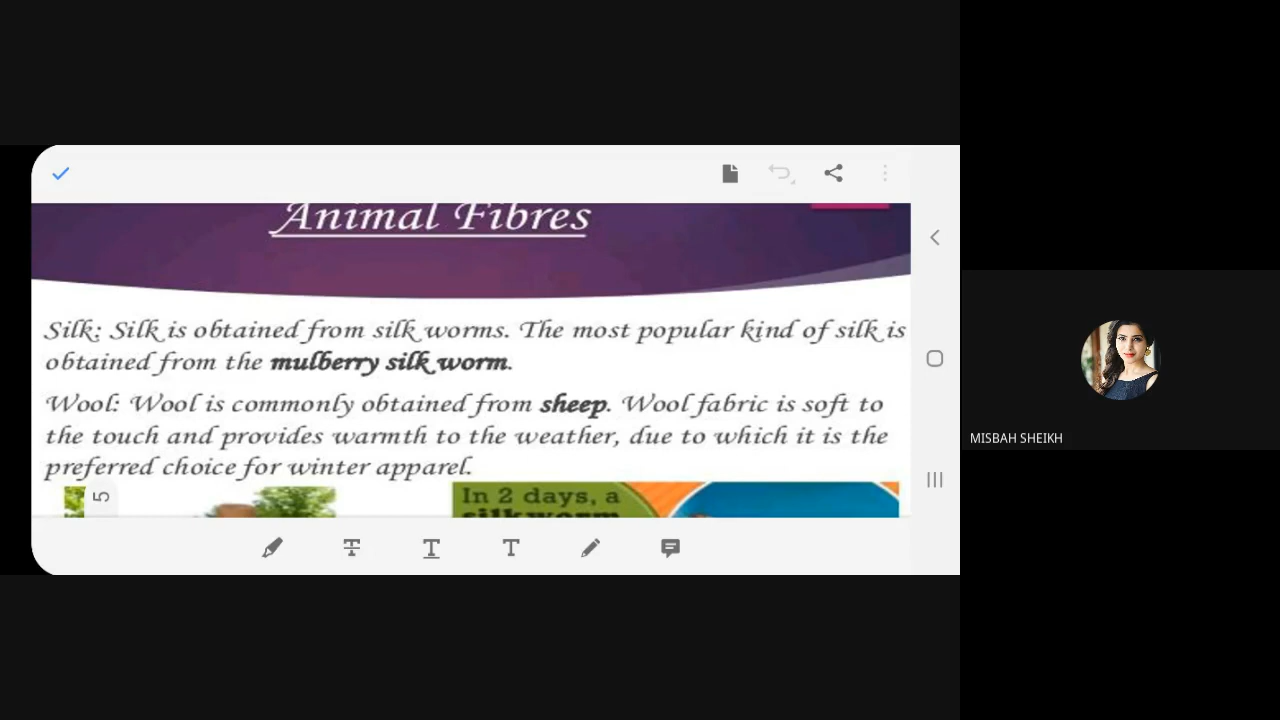 Animal Fibres
Silk: Silk is obtained from silk worms. The most popular kind of silk is
obtained from the mulberry silk worm.
Wool: Wool is commonly obtained from sheep. Wool fabric is soft to
the touch and provides warmth to the weather, due to which it is the
preferred choice for winter apparel.
5
In 2 days, a
silkworm
T
T
T
MISBAH SHEIKH